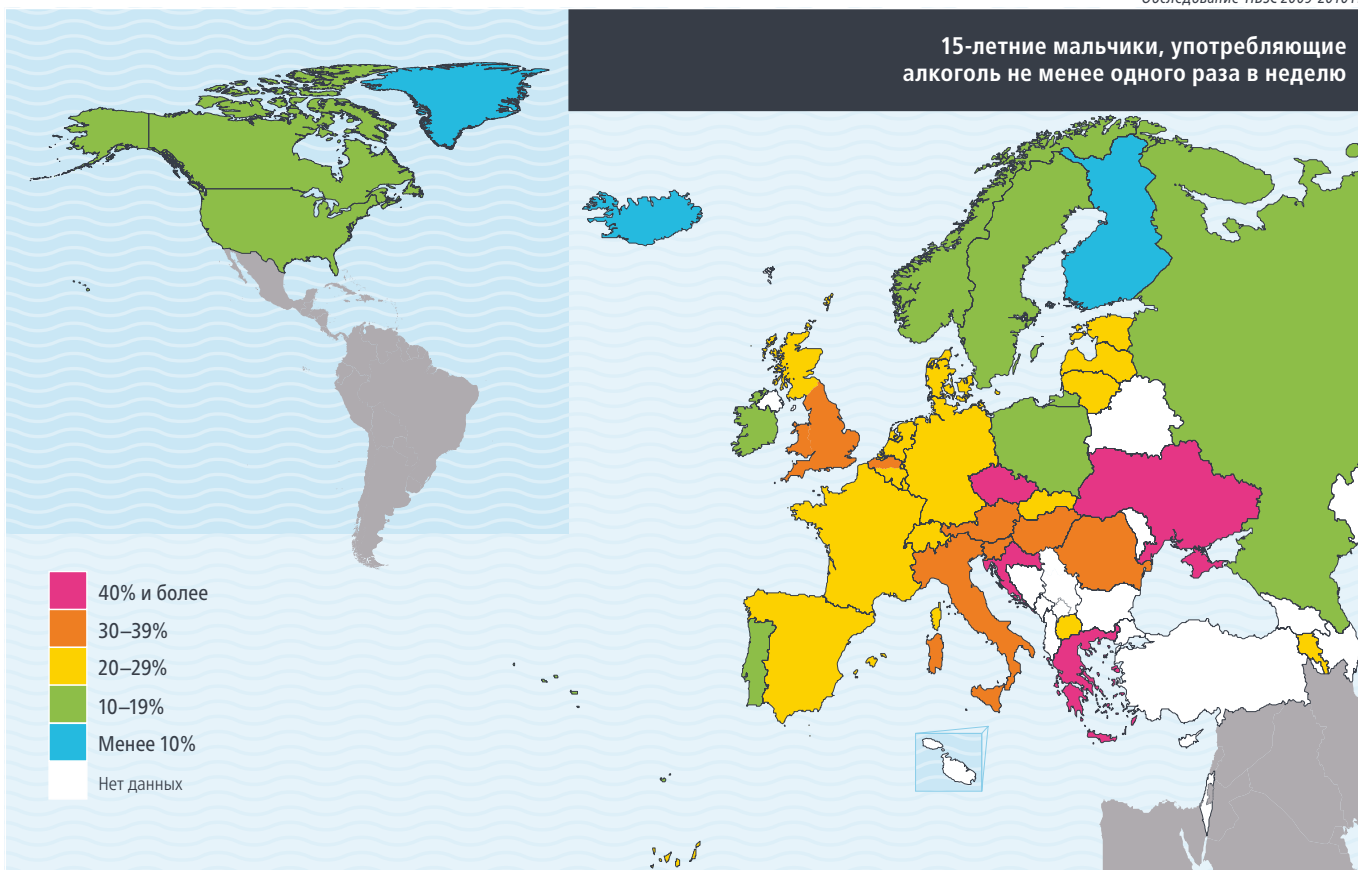 15-летние мальчики, употребляющие
алкоголь не менее одного раза в неделю
40% и более
30–39%
20–29%
10–19%
Менее 10%
Нет данных